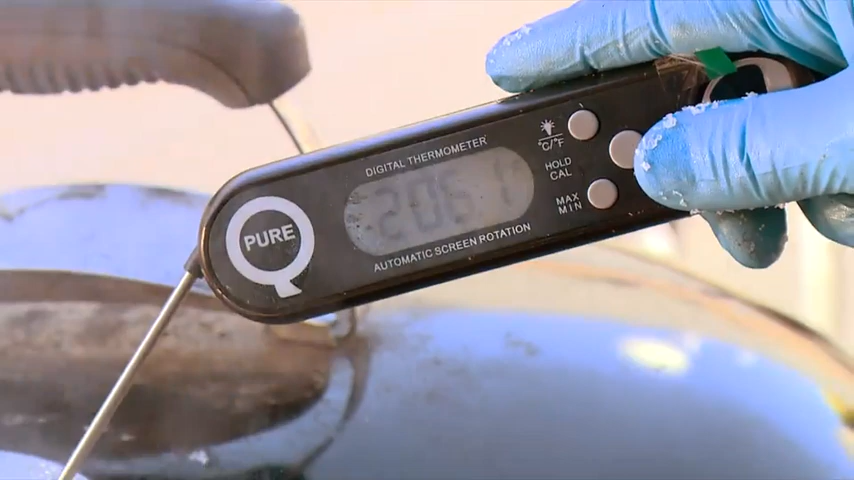 DIGITAL THERMOMETER
PURE
206.1
AUTOMATIC SCREEN ROTATION
C/°F
HOLD
CAL
MAX
MIN